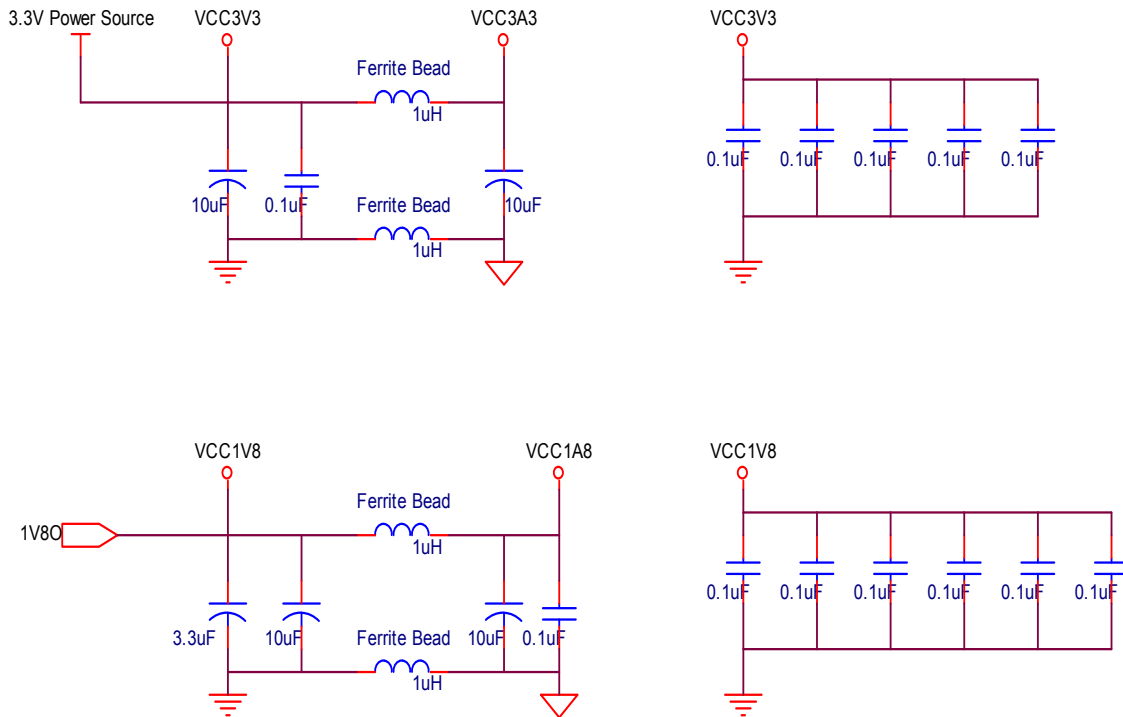 3.3V Power Source
VCC3V3
VCC3A3
VCC3V3
Ferrite Bead
1uH
0.1uF
0.1uF
0.1uF
0.1uF
0.1uF
10uF
0.1uF
Ferrite Bead
10uF
1uH
VCC1V8
VCC1A8
VCC1V8
Ferrite Bead
1V8O
1uH
0.1uF
0.1uF
0.1uF
0.1uF
0.1uF
0.1uF
3.3uF
10uF
Ferrite Bead
10uF
0.1uF
1uH